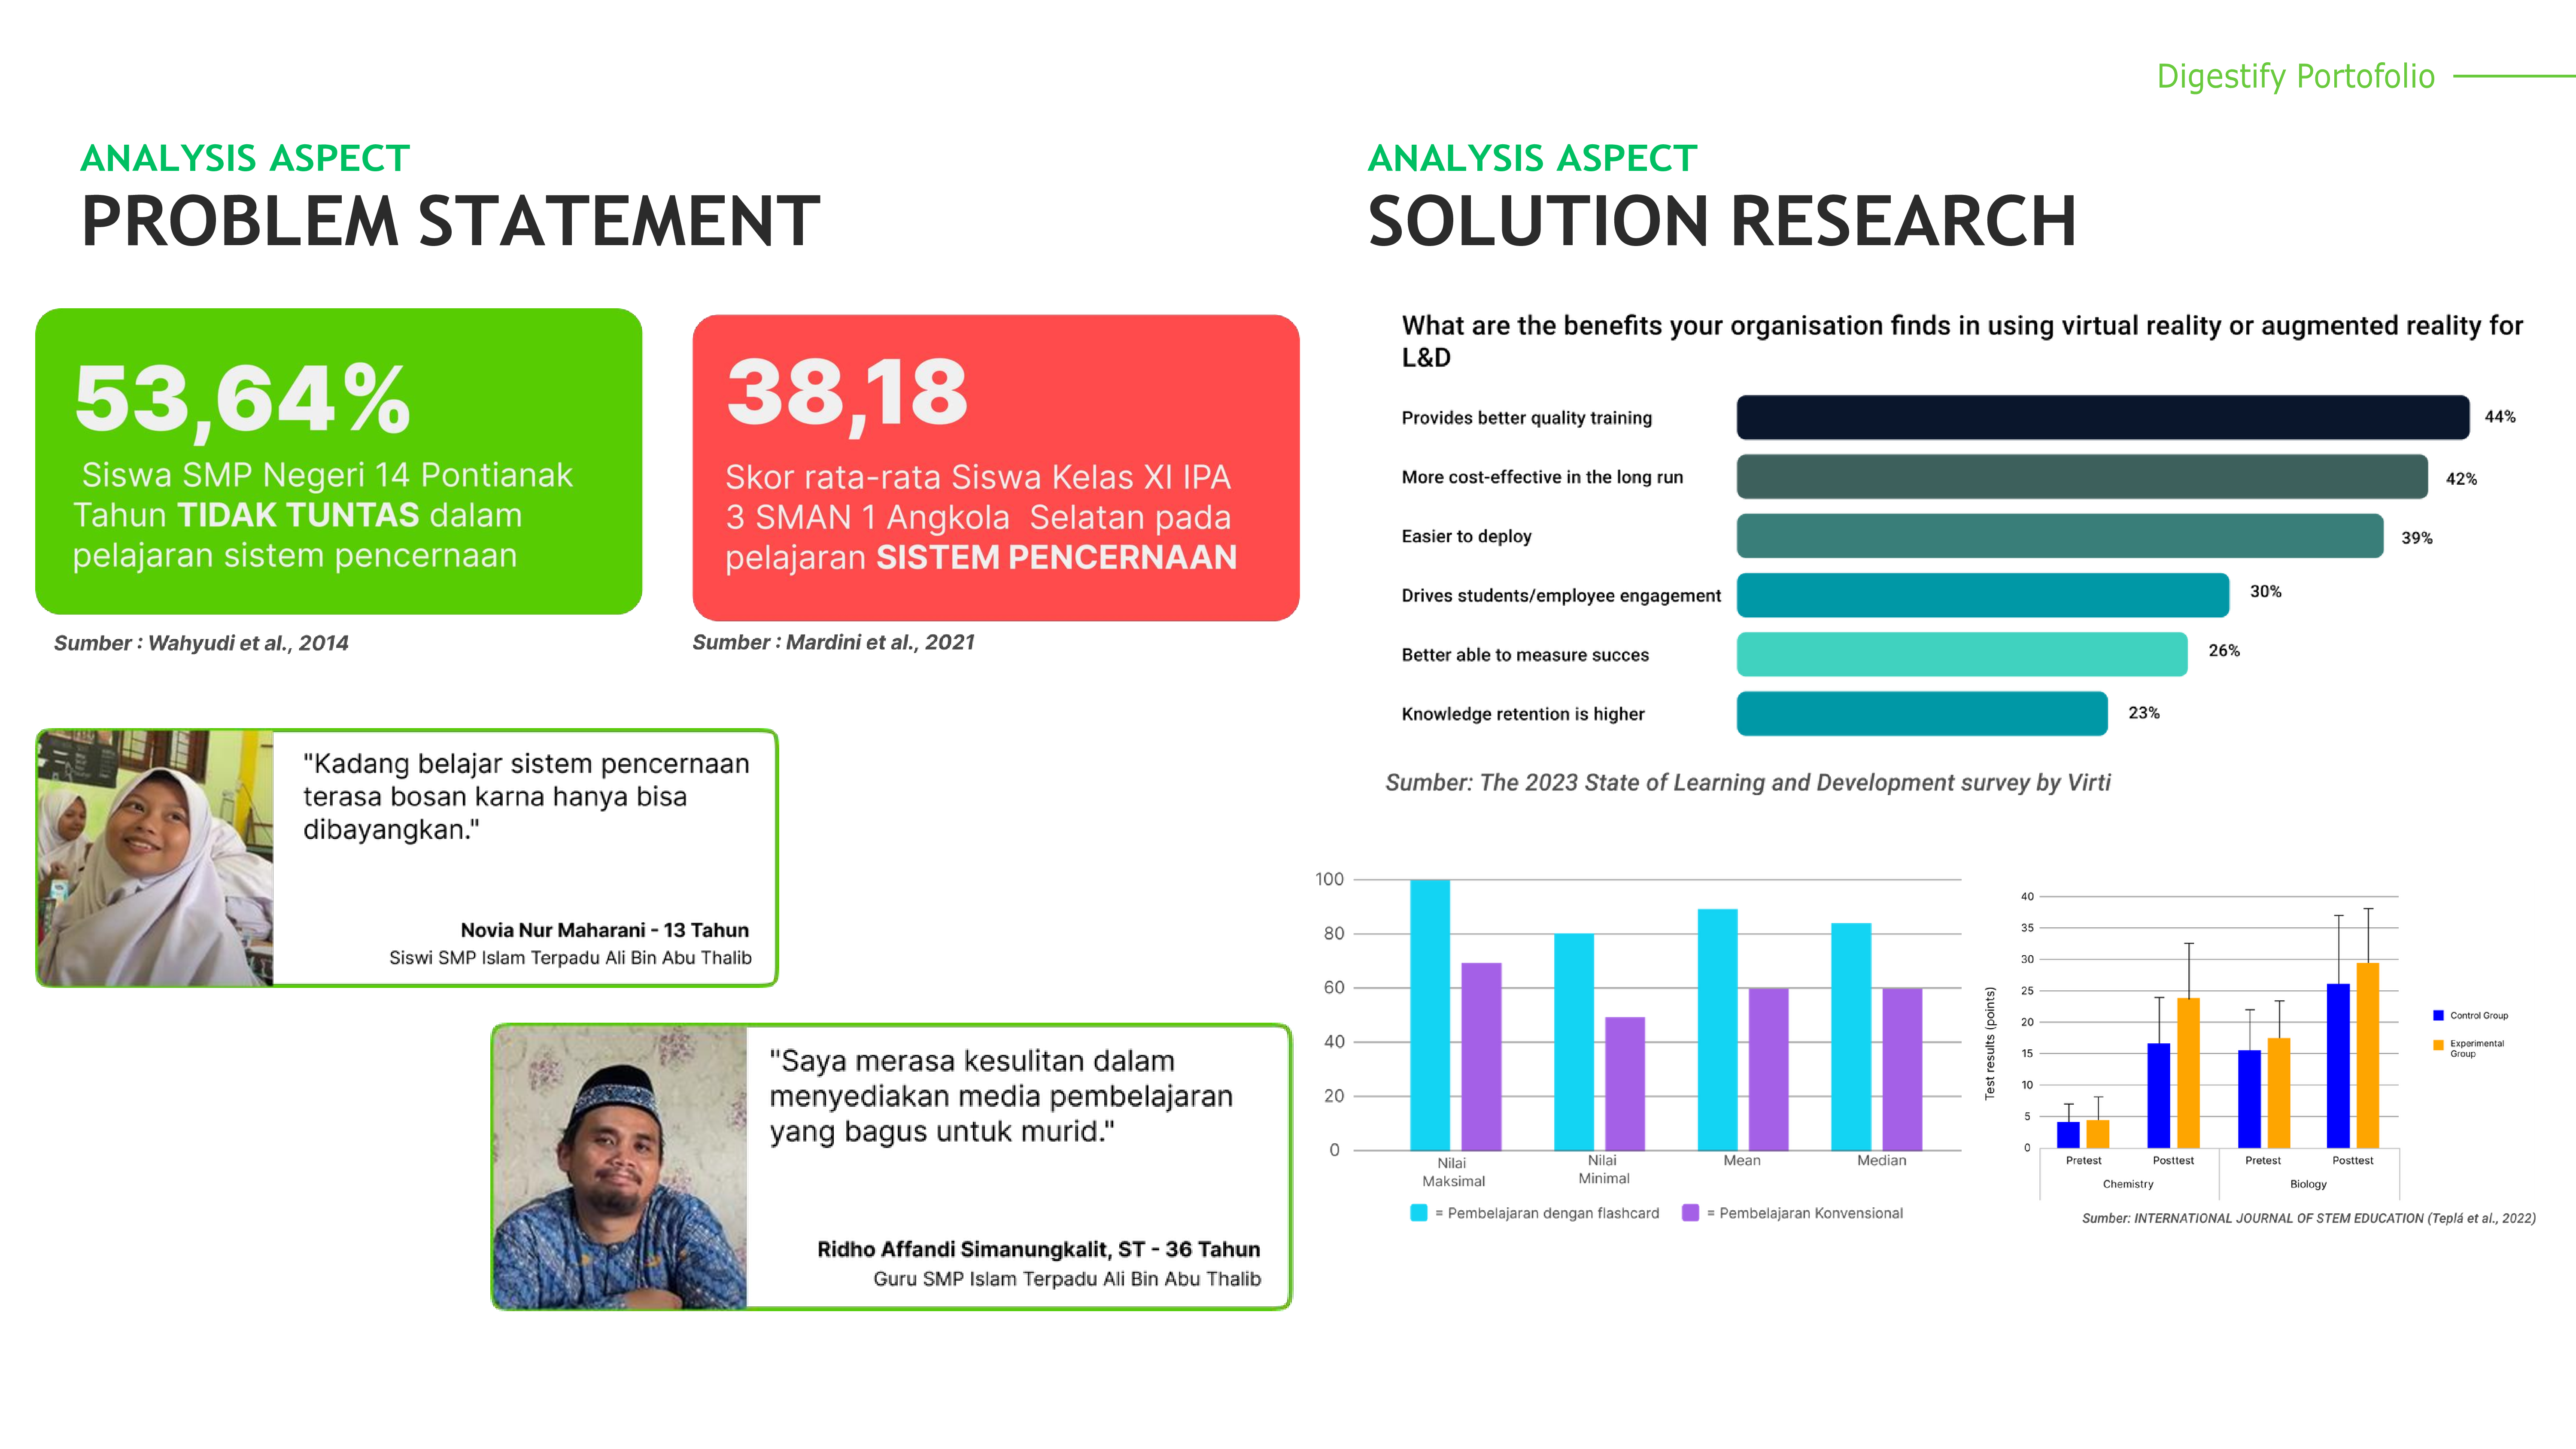 Digestify Portofolio
ANALYSIS ASPECT
PROBLEM STATEMENT
53,64%
Siswa SMP Negeri 14 Pontianak
Tahun TIDAK TUNTAS dalam
pelajaran sistem pencernaan
Sumber : Wahyudi et al., 2014
38,18
Skor rata-rata Siswa Kelas XI IPA
3 SMAN 1 Angkola Selatan pada
pelajaran SISTEM PENCERNAAN
Sumber : Mardini et al., 2021
"Kadang belajar sistem pencernaan
terasa bosan karna hanya bisa
dibayangkan."
Novia Nur Maharani - 13 Tahun
Siswi SMP Islam Terpadu Ali Bin Abu Thalib
"Saya merasa kesulitan dalam
menyediakan media pembelajaran
yang bagus untuk murid."
Ridho Affandi Simanungkalit, ST - 36 Tahun
Guru SMP Islam Terpadu Ali Bin Abu Thalib
ANALYSIS ASPECT
SOLUTION RESEARCH
What are the benefits your organisation finds in using virtual reality or augmented reality for
L&D
Provides better quality training 44%
More cost-effective in the long run 42%
Easier to deploy 39%
Drives students/employee engagement 30%
Better able to measure succes 26%
Knowledge retention is higher 23%
Sumber: The 2023 State of Learning and Development survey by Virti
100
80
60
40
20
0
Nilai
Maksimal
Nilai
Minimal
Mean
Median
= Pembelajaran dengan flashcard
= Pembelajaran Konvensional
Test results (points)
40
35
30
25
20
15
10
5
0
Pretest Posttest Pretest Posttest
Chemistry Biology
Control Group
Experimental
Group
Sumber: INTERNATIONAL JOURNAL OF STEM EDUCATION (Teplá et al., 2022)